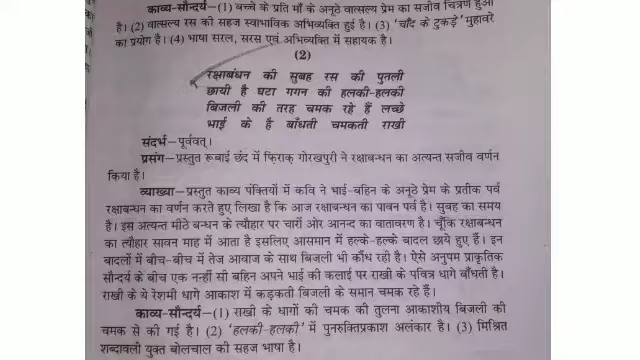 काव्य-सौन्दर्य—(1) बच्चे के प्रति माँ के अनूठे वात्सल्य प्रेम का सजीव चित्रण हुआ
है। (2) वात्सल्य रस की सहज स्वाभाविक अभिव्यक्ति हुई है। (3) 'चाँद के टुकड़े' मुहावरे
का प्रयोग है। (4) भाषा सरल, सरस एवं अभिव्यक्ति में सहायक है।
(2)
रक्षाबंधन की सुबह रस की पुतली
छायी है घटा गगन की हलकी-हलकी
बिजली की तरह चमक रहे हैं लच्छे
भाई के है बाँधती चमकती राखी
संदर्भ—पूर्ववत्।
प्रसंग—प्रस्तुत रूबाई छंद में फ़िराक़ गोरखपुरी ने रक्षाबन्धन का अत्यन्त सजीव वर्णन
किया है।
व्याख्या—प्रस्तुत काव्य पंक्तियों में कवि ने भाई-बहिन के अनूठे प्रेम के प्रतीक पर्व
रक्षाबन्धन का वर्णन करते हुए लिखा है कि आज रक्षाबन्धन का पावन पर्व है। सुबह का समय
है। इस अत्यन्त मीठे बन्धन के त्यौहार पर चारों ओर आनन्द का वातावरण है। चूँकि रक्षाबन्धन
का त्यौहार सावन माह में आता है इसलिए आसमान में हल्के-हल्के बादल छाये हुए हैं। इन
बादलों में बीच-बीच में तेज आवाज के साथ बिजली भी कौंध रही है। ऐसे अनुपम प्राकृतिक
सौन्दर्य के बीच एक नन्हीं सी बहिन अपने भाई की कलाई पर राखी के पवित्र धागे बाँधती है।
राखी के ये रेशमी धागे आकाश में कड़कती बिजली के समान चमक रहे हैं।
काव्य-सौन्दर्य—(1) राखी के धागों की चमक की तुलना आकाशीय बिजली की
चमक से की गई है। (2) 'हलकी-हलकी' में पुनरुक्तिप्रकाश अलंकार है। (3) मिश्रित
शब्दावली युक्त बोलचाल की सहज भाषा है।